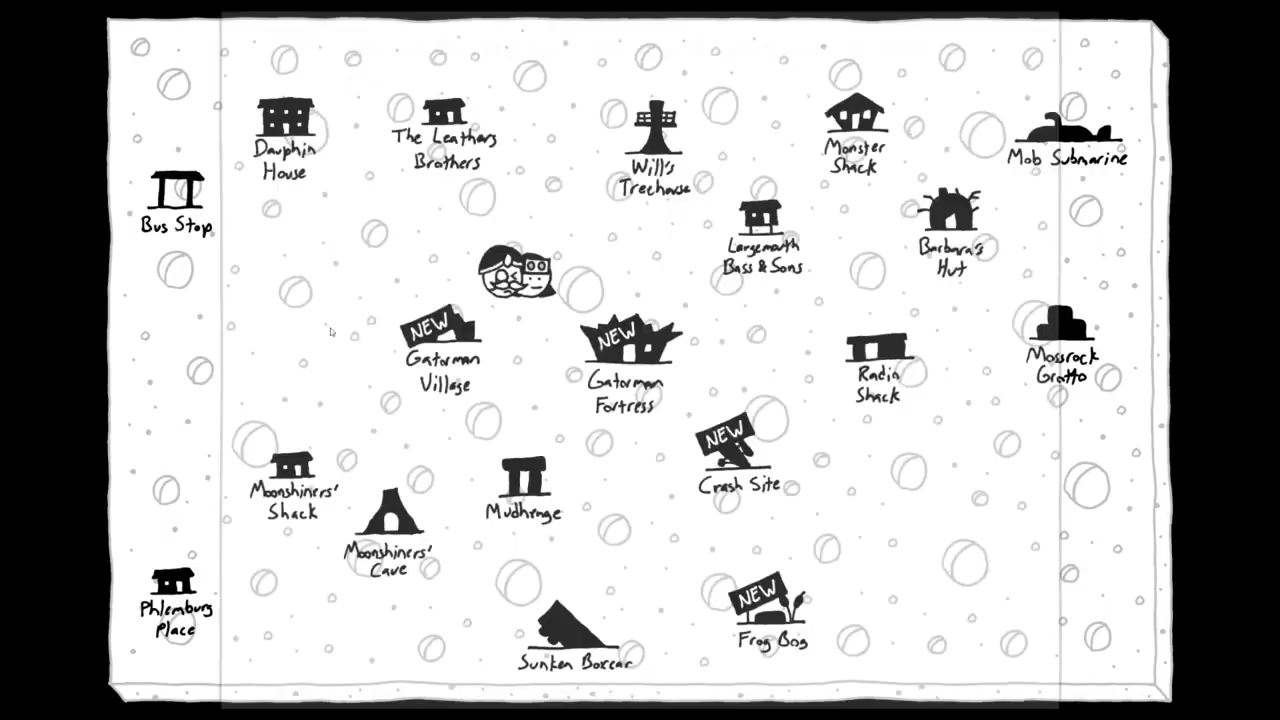 Dauphin
House
The Leathers
Brothers
Will's
Treehouse
Monster
Shack
Mob Submarine
Bus Stop
Largemouth
Bass & Sons
Barbara's
Hut
NEW
Gatorman
Village
NEW
Gatorman
Fortress
Radio
Shack
Mossrock
Grotto
NEW
Crash Site
Moonshiners'
Shack
Mudhenge
Moonshiners'
Cave
Phlemburg
Place
NEW
Frog Bog
Sunken Boxcar